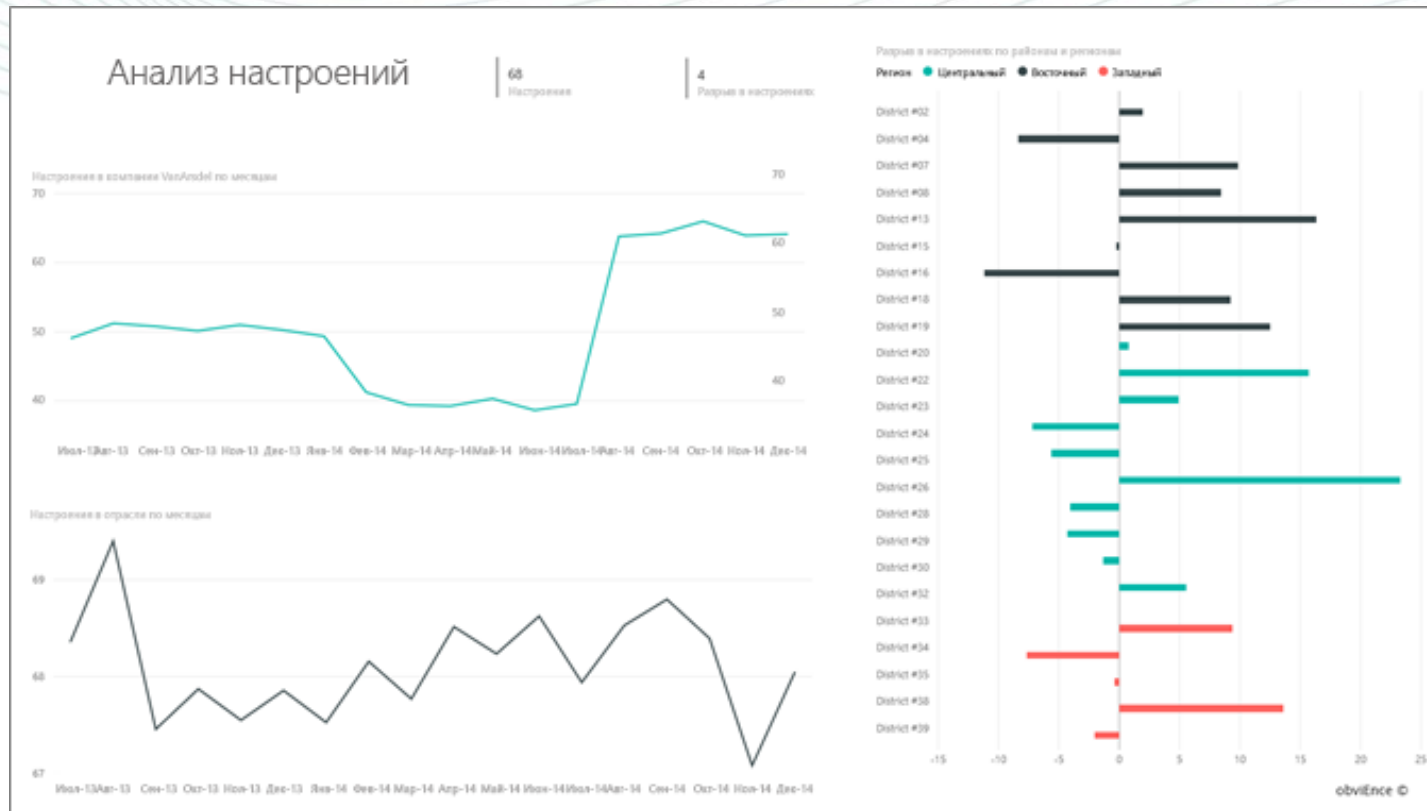 Анализ настроений
68
Настроение
4
Разрыв в настроениях
Настроения в компании VanArsdel по месяцам
70
60
50
40
70
60
50
40
Июл-13 Авг-13 Сен-13 Окт-13 Ноя-13 Дек-13 Янв-14 Фев-14 Мар-14 Апр-14 Май-14 Июн-14 Июл-14 Авг-14 Сен-14 Окт-14 Ноя-14 Дек-14
Настроения в отрасли по месяцам
69
68
67
Июл-13 Авг-13 Сен-13 Окт-13 Ноя-13 Дек-13 Янв-14 Фев-14 Мар-14 Апр-14 Май-14 Июн-14 Июл-14 Авг-14 Сен-14 Окт-14 Ноя-14 Дек-14
Разрыв в настроениях по районам и регионам
Регион Центральный Восточный Западный
District #02
District #04
District #07
District #08
District #13
District #15
District #16
District #18
District #19
District #20
District #22
District #23
District #24
District #25
District #26
District #28
District #29
District #30
District #32
District #33
District #34
District #35
District #38
District #39
-15 -10 -5 0 5 10 15 20 25
obviEnce ©